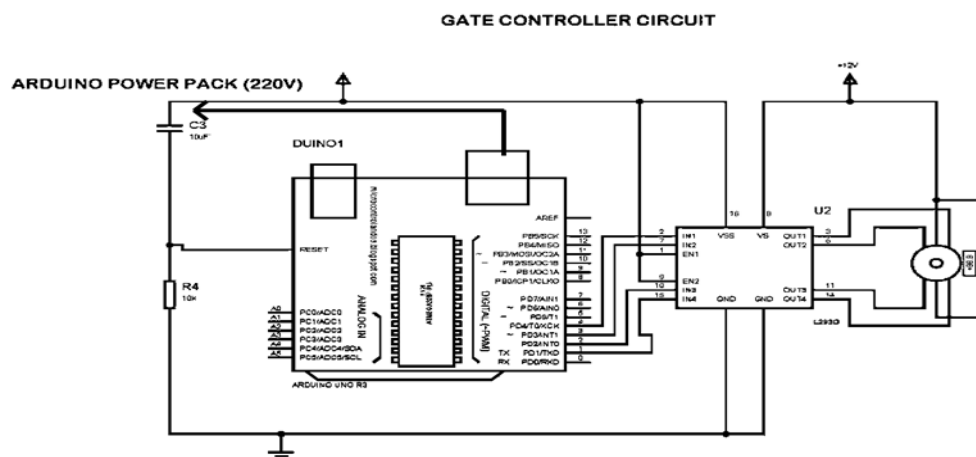 GATE CONTROLLER CIRCUIT
ARDUINO POWER PACK (220V)
+12V
C3
10uF
DUINO1
AREF
RESET
R4
10k
PB5/SCK 13
PB4/MISO 12
PB3/MOSI/OC2A 11
PB2/SS/OC1B 10
PB1/OC1A 9
PB0/ICP1/CLKO 8
PD7/AIN1 7
PD6/AIN0 6
PD5/T1 5
PD4/T0/XCK 4
PD3/INT1 3
PD2/INT0 2
TX PD1/TXD 1
RX PD0/RXD 0
DIGITAL (~PWM)
ANALOG IN
A0 PC0/ADC0
A1 PC1/ADC1
A2 PC2/ADC2
A3 PC3/ADC3
A4 PC4/ADC4/SDA
A5 PC5/ADC5/SCL
ARDUINO UNO R3
16 8 U2
2 IN1 VSS VS OUT1 3
7 IN2 OUT2 6
1 EN1
9 EN2
10 IN3 OUT3 11
15 IN4 GND GND OUT4 14
L293D